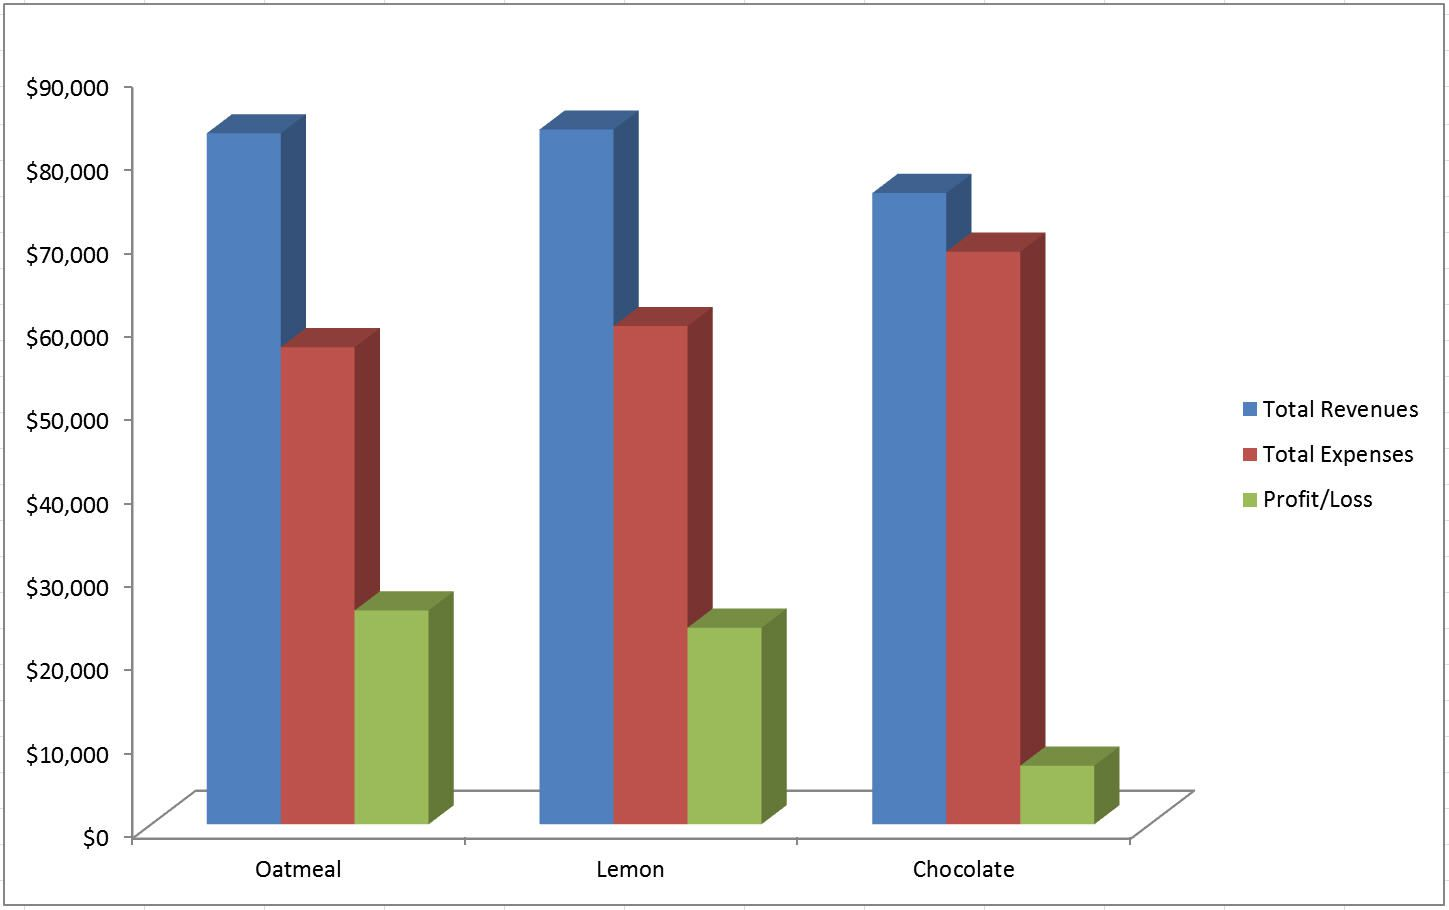 $90,000
$80,000
$70,000
$60,000
$50,000
$40,000
$30,000
$20,000
$10,000
$0
Oatmeal
Lemon
Chocolate
Total Revenues
Total Expenses
Profit/Loss